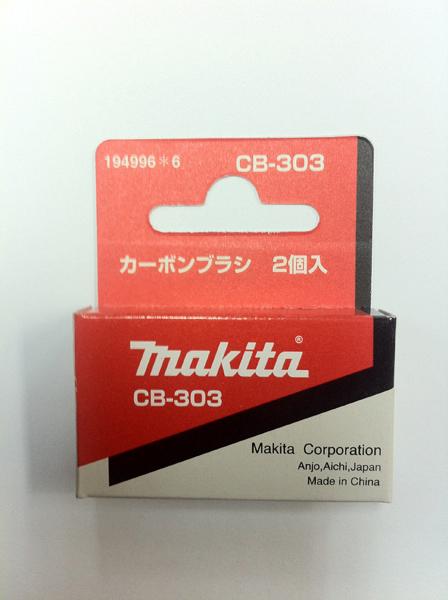 194996*6 CB-303
カーボンブラシ 2個入
makita®
CB-303
Makita Corporation
Anjo,Aichi,Japan
Made in China